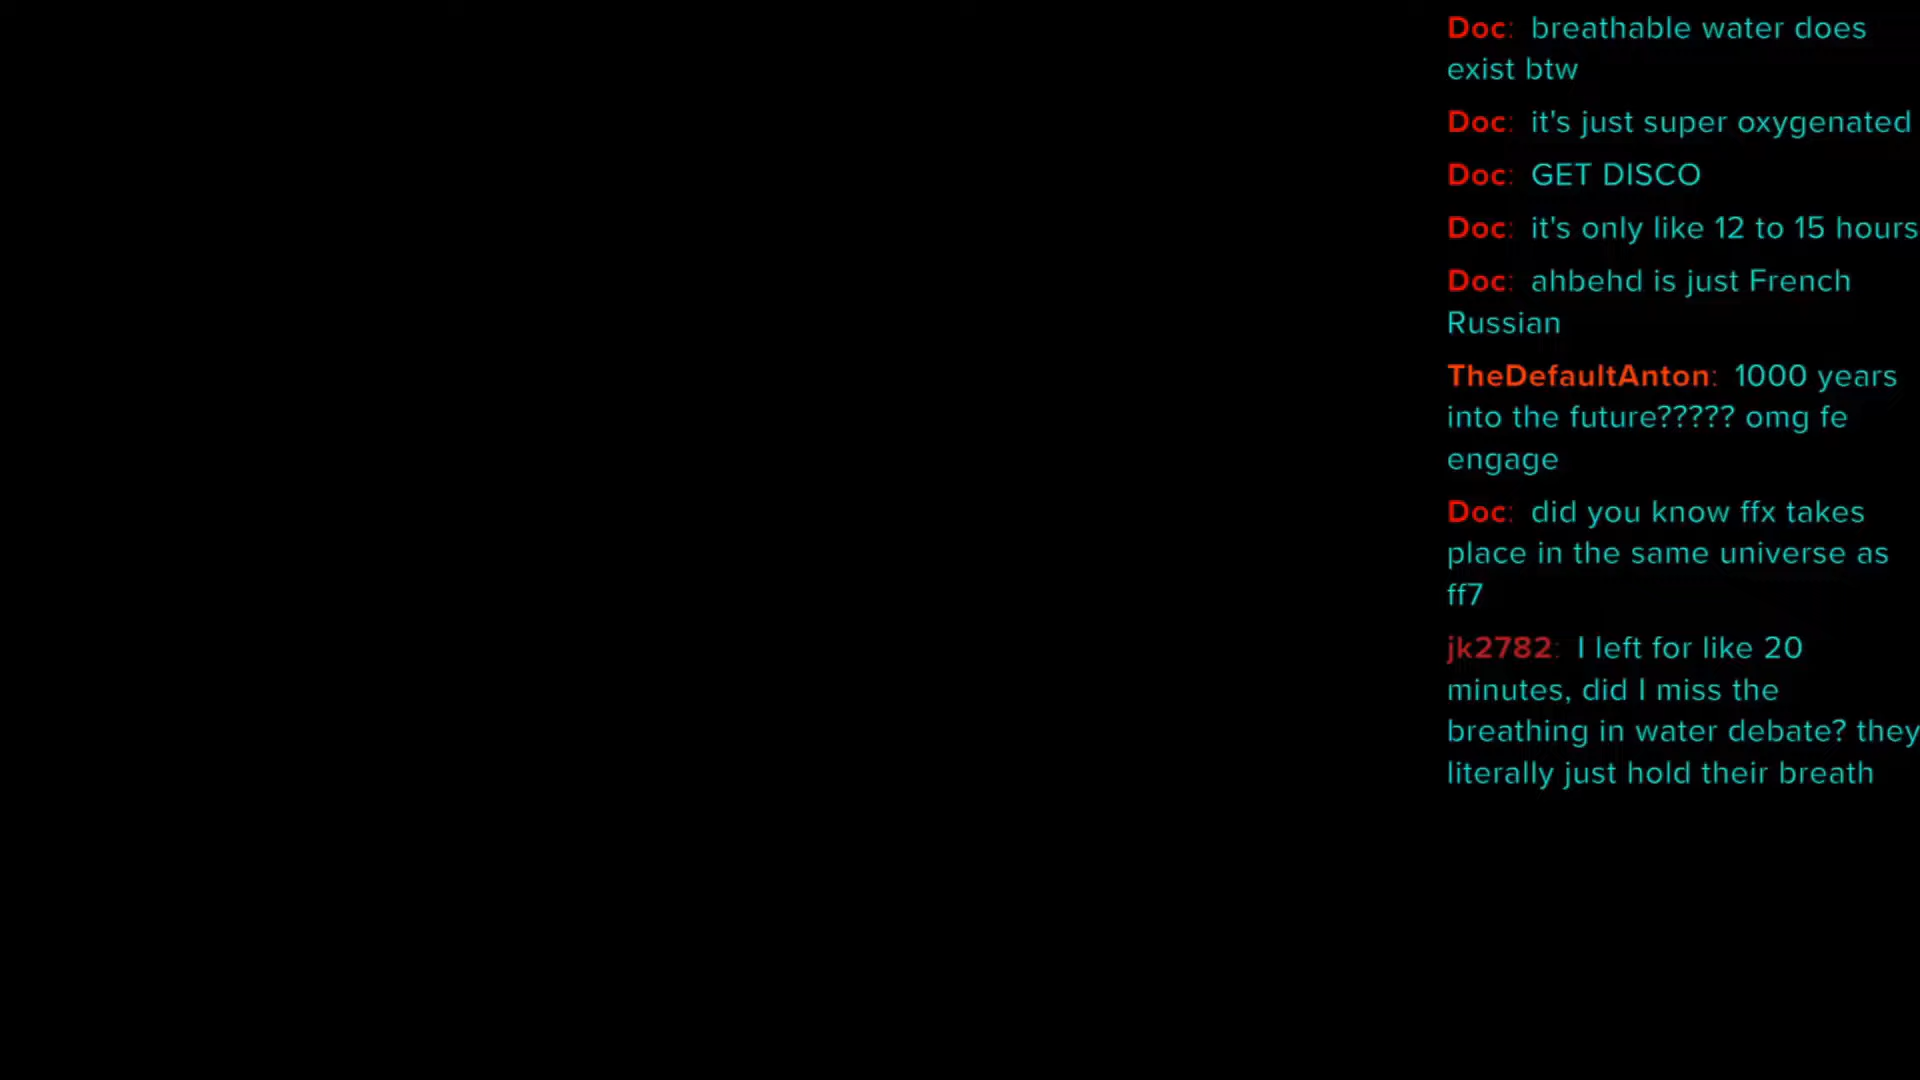 Doc: breathable water does
exist btw
Doc: it's just super oxygenated
Doc: GET DISCO
Doc: it's only like 12 to 15 hours
Doc: ahbehd is just French
Russian
TheDefaultAnton: 1000 years
into the future????? omg fe
engage
Doc: did you know ffx takes
place in the same universe as
ff7
jk2782: I left for like 20
minutes, did I miss the
breathing in water debate? they
literally just hold their breath